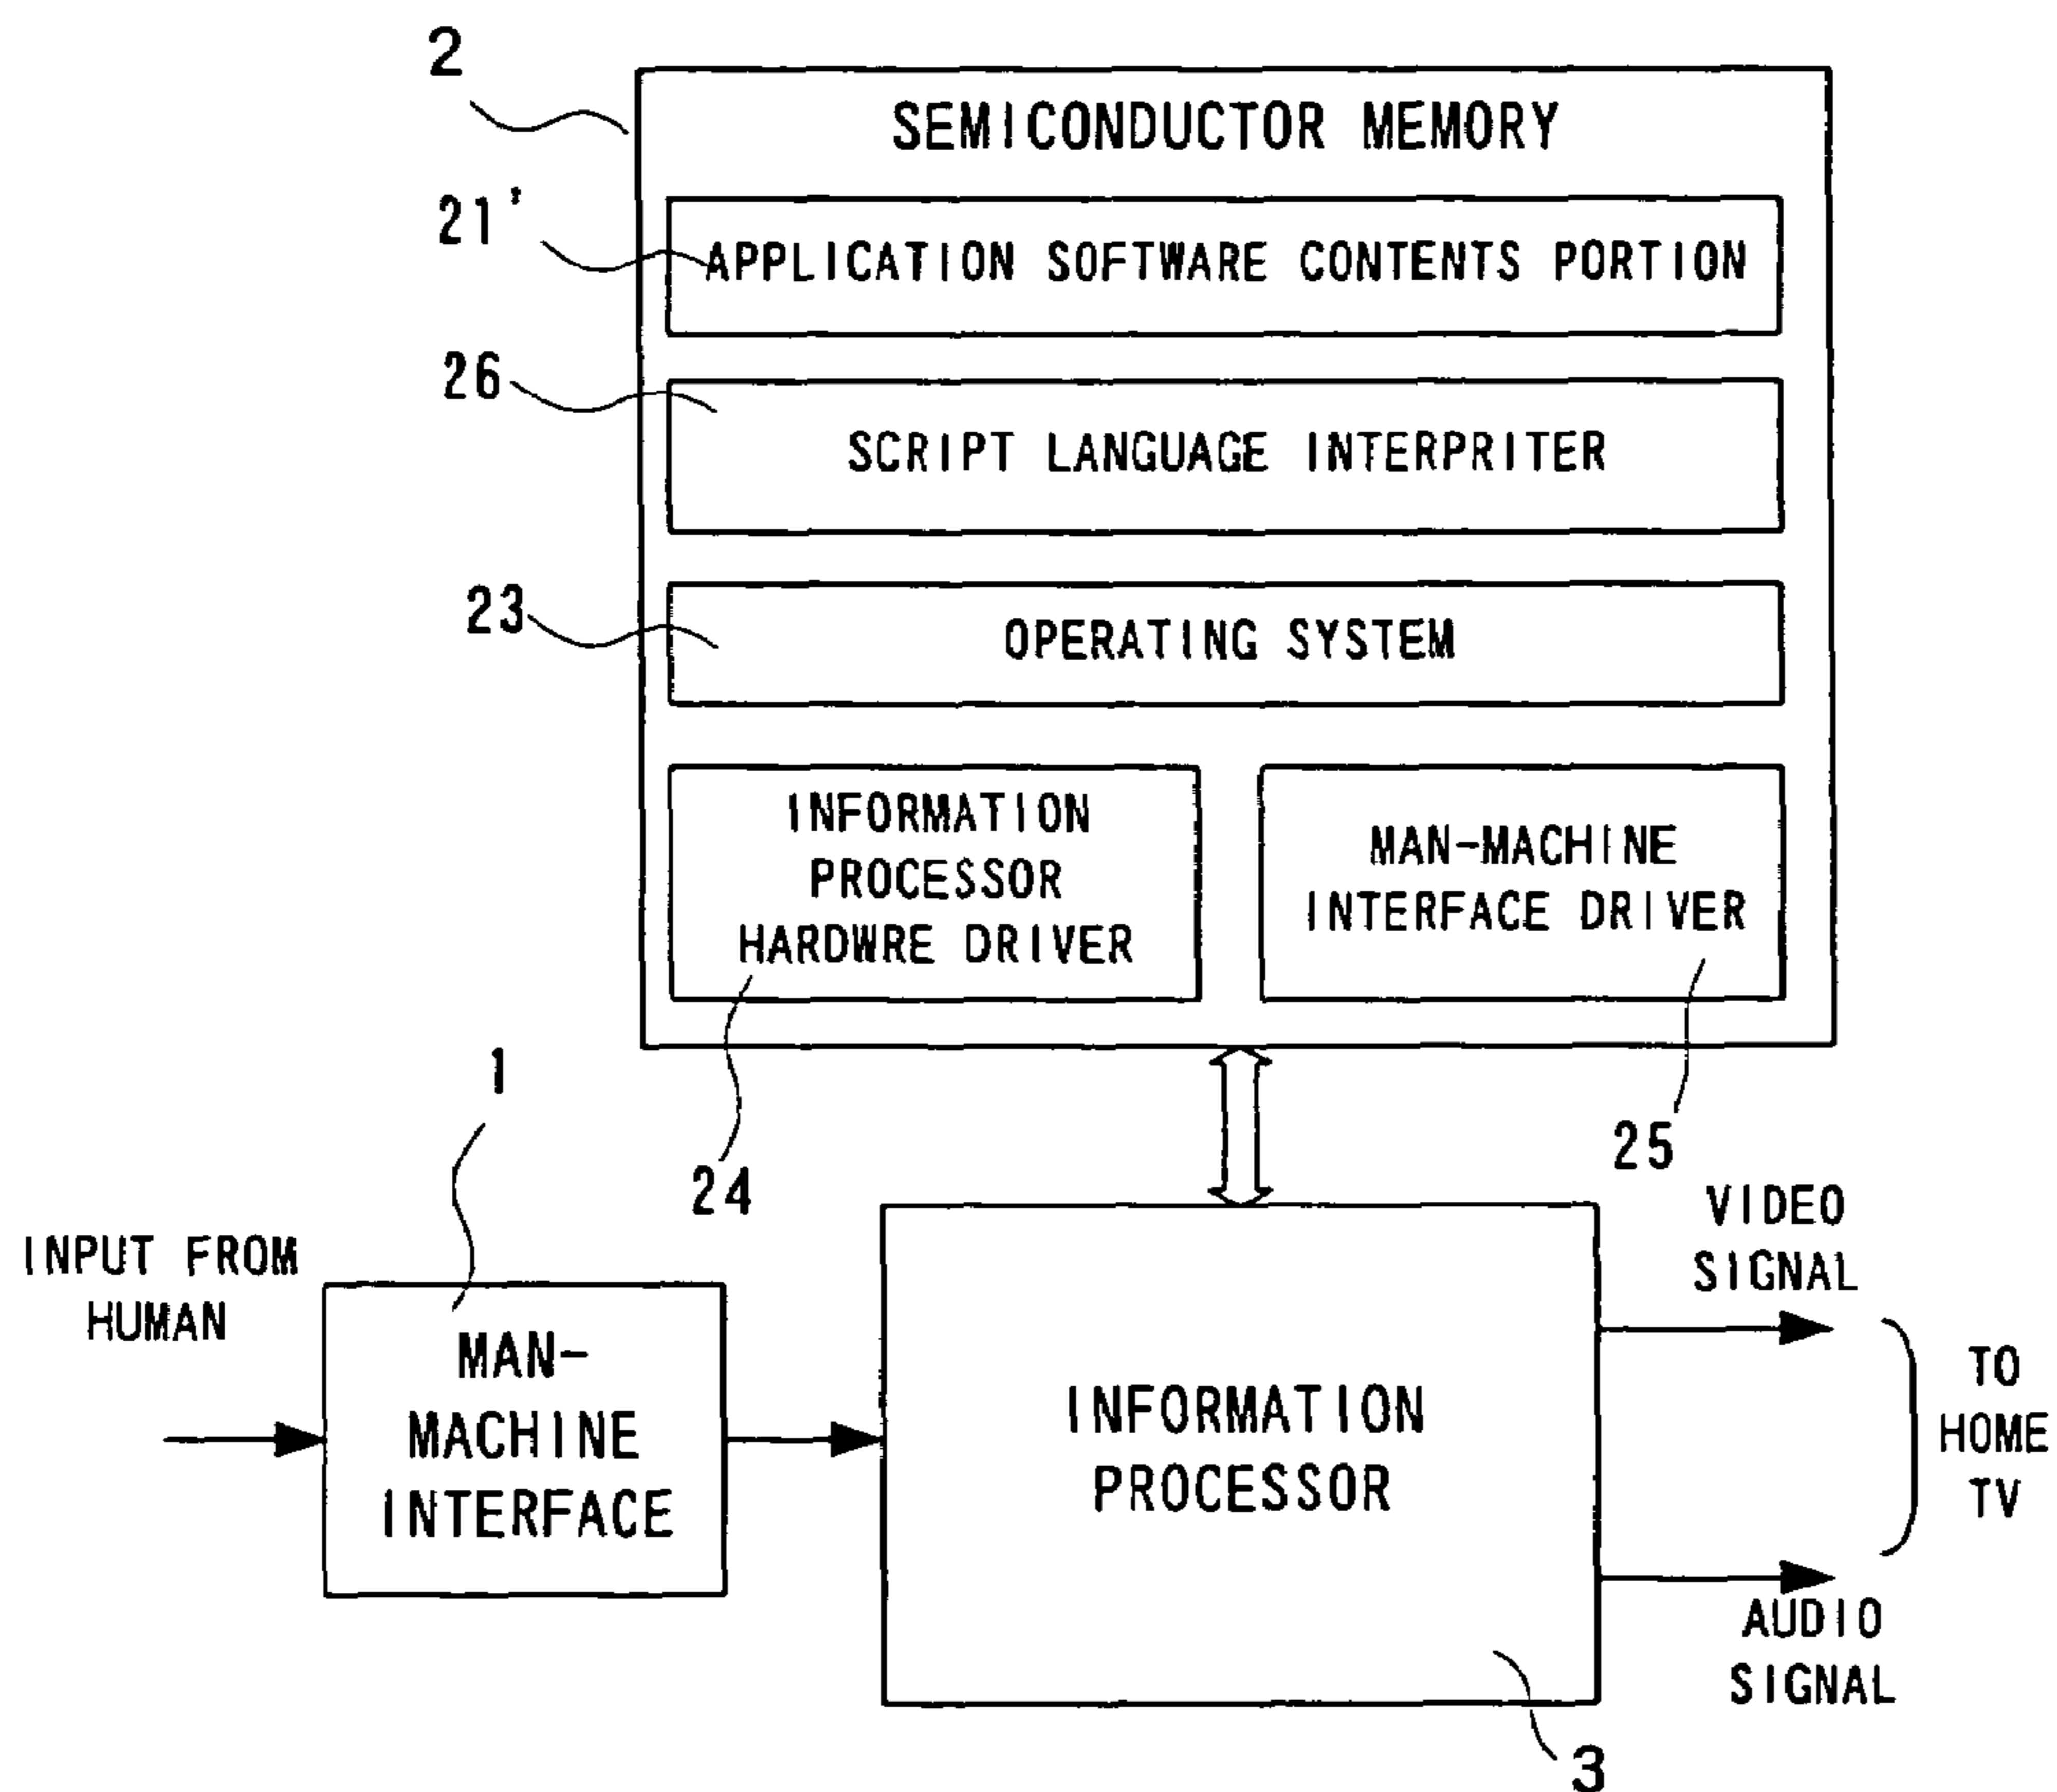 2
SEMICONDUCTOR MEMORY
21'
APPLICATION SOFTWARE CONTENTS PORTION
26
SCRIPT LANGUAGE INTERPRITER
23
OPERATING SYSTEM
INFORMATION
PROCESSOR
HARDWRE DRIVER
MAN-MACHINE
INTERFACE DRIVER
24
25
1
INPUT FROM
HUMAN
MAN-
MACHINE
INTERFACE
INFORMATION
PROCESSOR
3
VIDEO
SIGNAL
TO
HOME
TV
AUDIO
SIGNAL